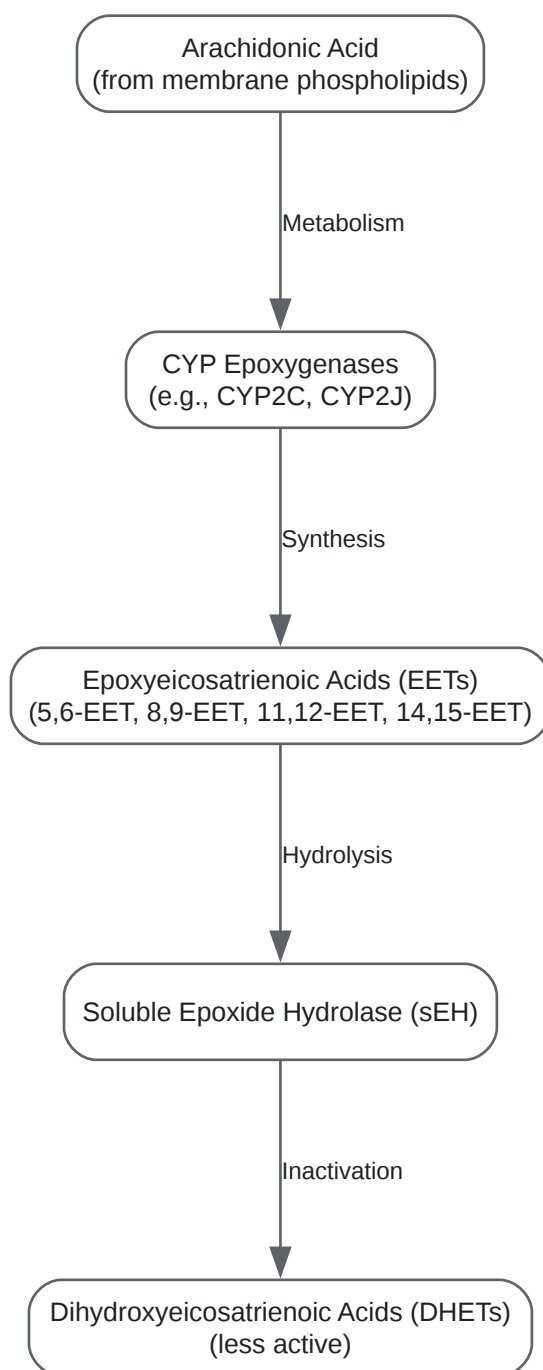 Arachidonic Acid
(from membrane phospholipids)
Metabolism
CYP Epoxygenases
(e.g., CYP2C, CYP2J)
Synthesis
Epoxyeicosatrienoic Acids (EETs)
(5,6-EET, 8,9-EET, 11,12-EET, 14,15-EET)
Hydrolysis
Soluble Epoxide Hydrolase (sEH)
Inactivation
Dihydroxyeicosatrienoic Acids (DHETs)
(less active)